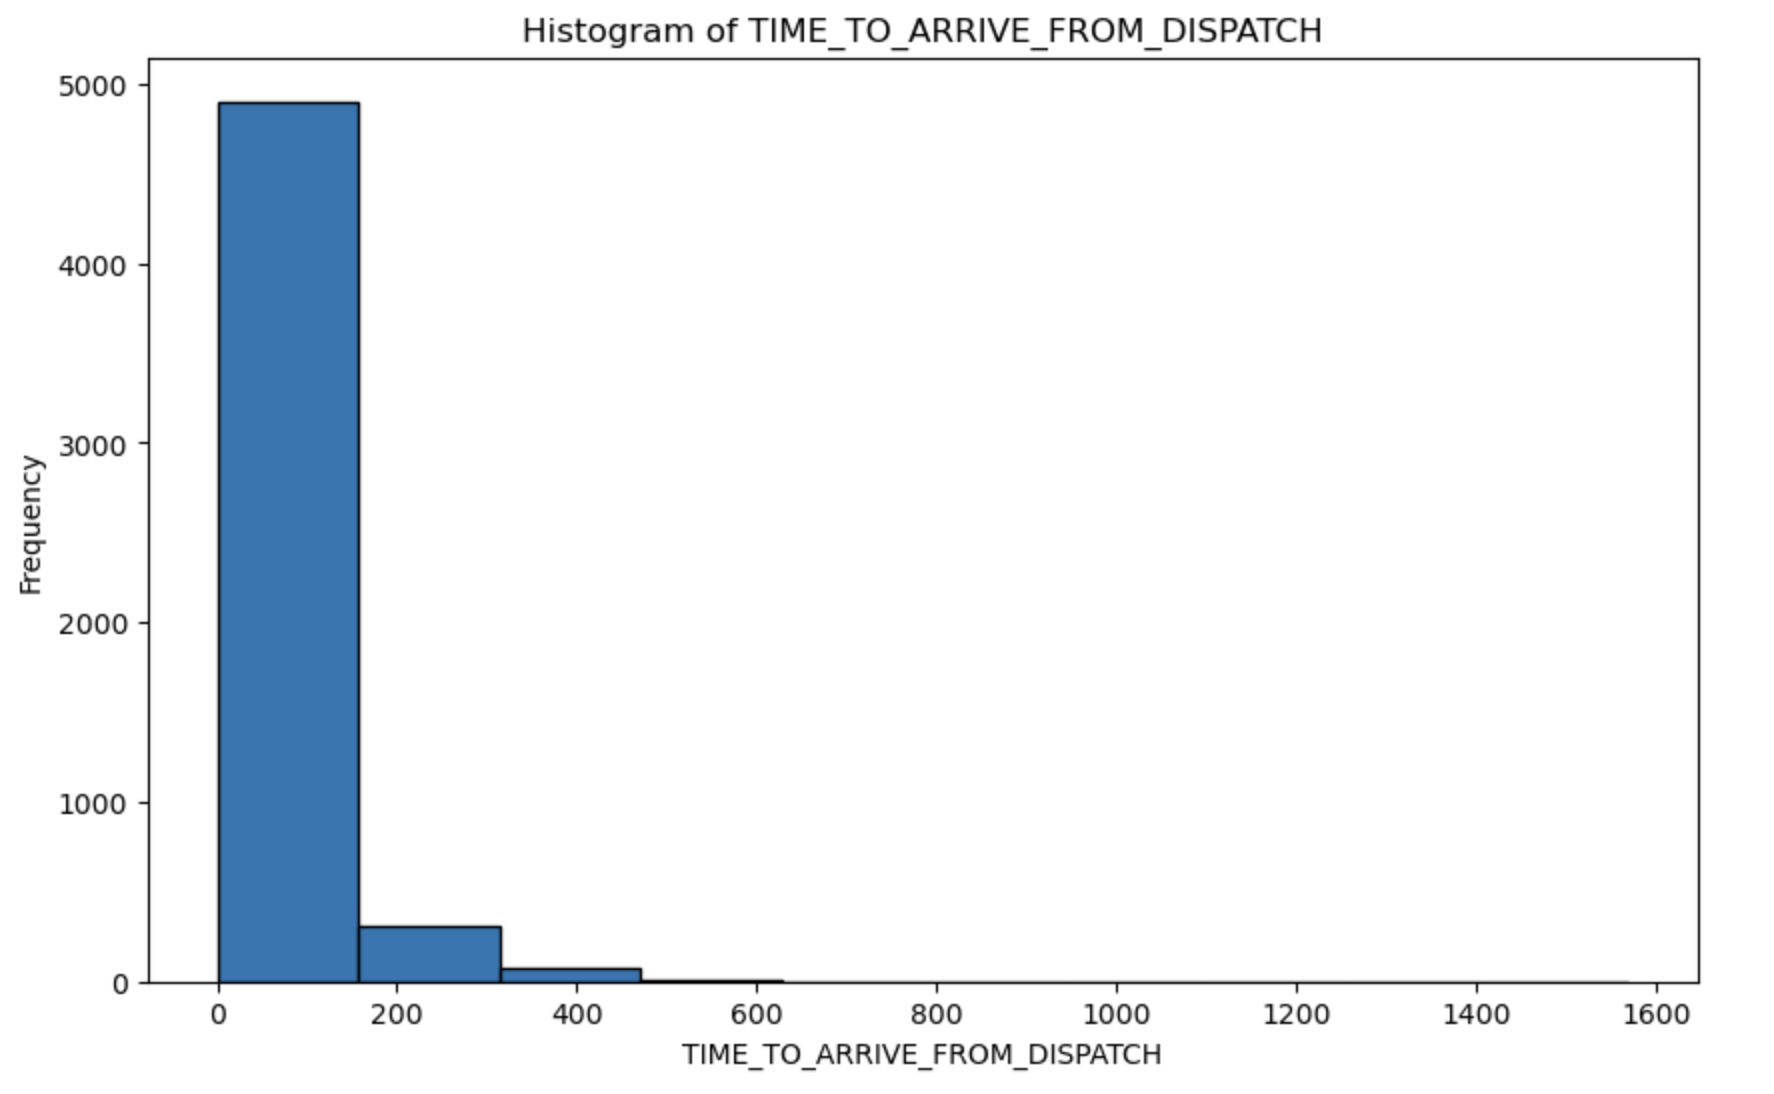 Histogram of TIME_TO_ARRIVE_FROM_DISPATCH
5000
4000
3000
2000
1000
0
Frequency
0 200 400 600 800 1000 1200 1400 1600
TIME_TO_ARRIVE_FROM_DISPATCH